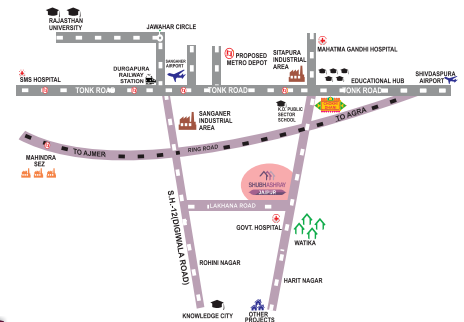 RAJASTHAN
UNIVERSITY
JAWAHAR CIRCLE
MAHATMA GANDHI HOSPITAL
SANGANER
AIRPORT
PROPOSED
METRO DEPOT
SITAPURA
INDUSTRIAL
AREA
DURGAPURA
RAILWAY
STATION
SMS HOSPITAL
EDUCATIONAL HUB
SHIVDASPURA
AIRPORT
TONK ROAD
TONK ROAD
TONK ROAD
K.D. PUBLIC
SECTOR
SCHOOL
SANGANER
INDUSTRIAL
AREA
TO AGRA
RING ROAD
TO AJMER
MAHINDRA
SEZ
SHUBHASHRAY
JAIPUR
S.H.-12(DIGIWALA ROAD)
LAKHANA ROAD
GOVT. HOSPITAL
WATIKA
ROHINI NAGAR
HARIT NAGAR
KNOWLEDGE CITY
OTHER
PROJECTS